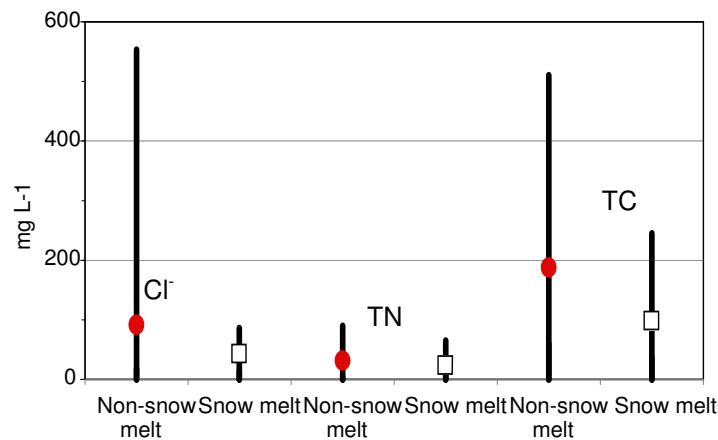 600
400
200
0
mg L-1
Cl-
TN
TC
Non-snow melt
Snow melt
Non-snow melt
Snow melt
Non-snow melt
Snow melt